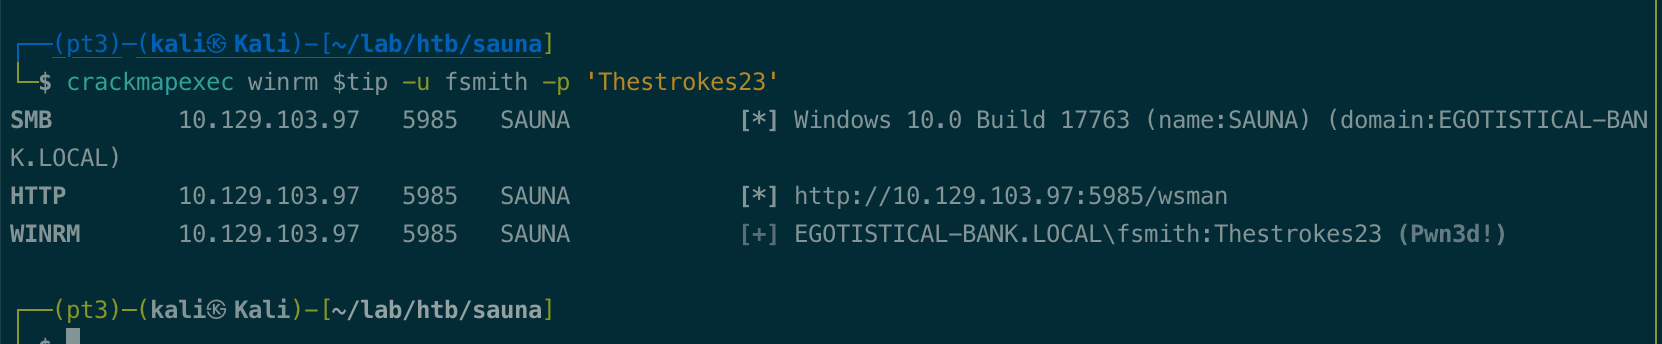 ┌──(pt3)─(kali㉿Kali)-[~/lab/htb/sauna]
└─$ crackmapexec winrm $tip -u fsmith -p 'Thestrokes23'
SMB         10.129.103.97   5985   SAUNA            [*] Windows 10.0 Build 17763 (name:SAUNA) (domain:EGOTISTICAL-BAN
K.LOCAL)
HTTP        10.129.103.97   5985   SAUNA            [*] http://10.129.103.97:5985/wsman
WINRM       10.129.103.97   5985   SAUNA            [+] EGOTISTICAL-BANK.LOCAL\fsmith:Thestrokes23 (Pwn3d!)
┌──(pt3)─(kali㉿Kali)-[~/lab/htb/sauna]
└─$